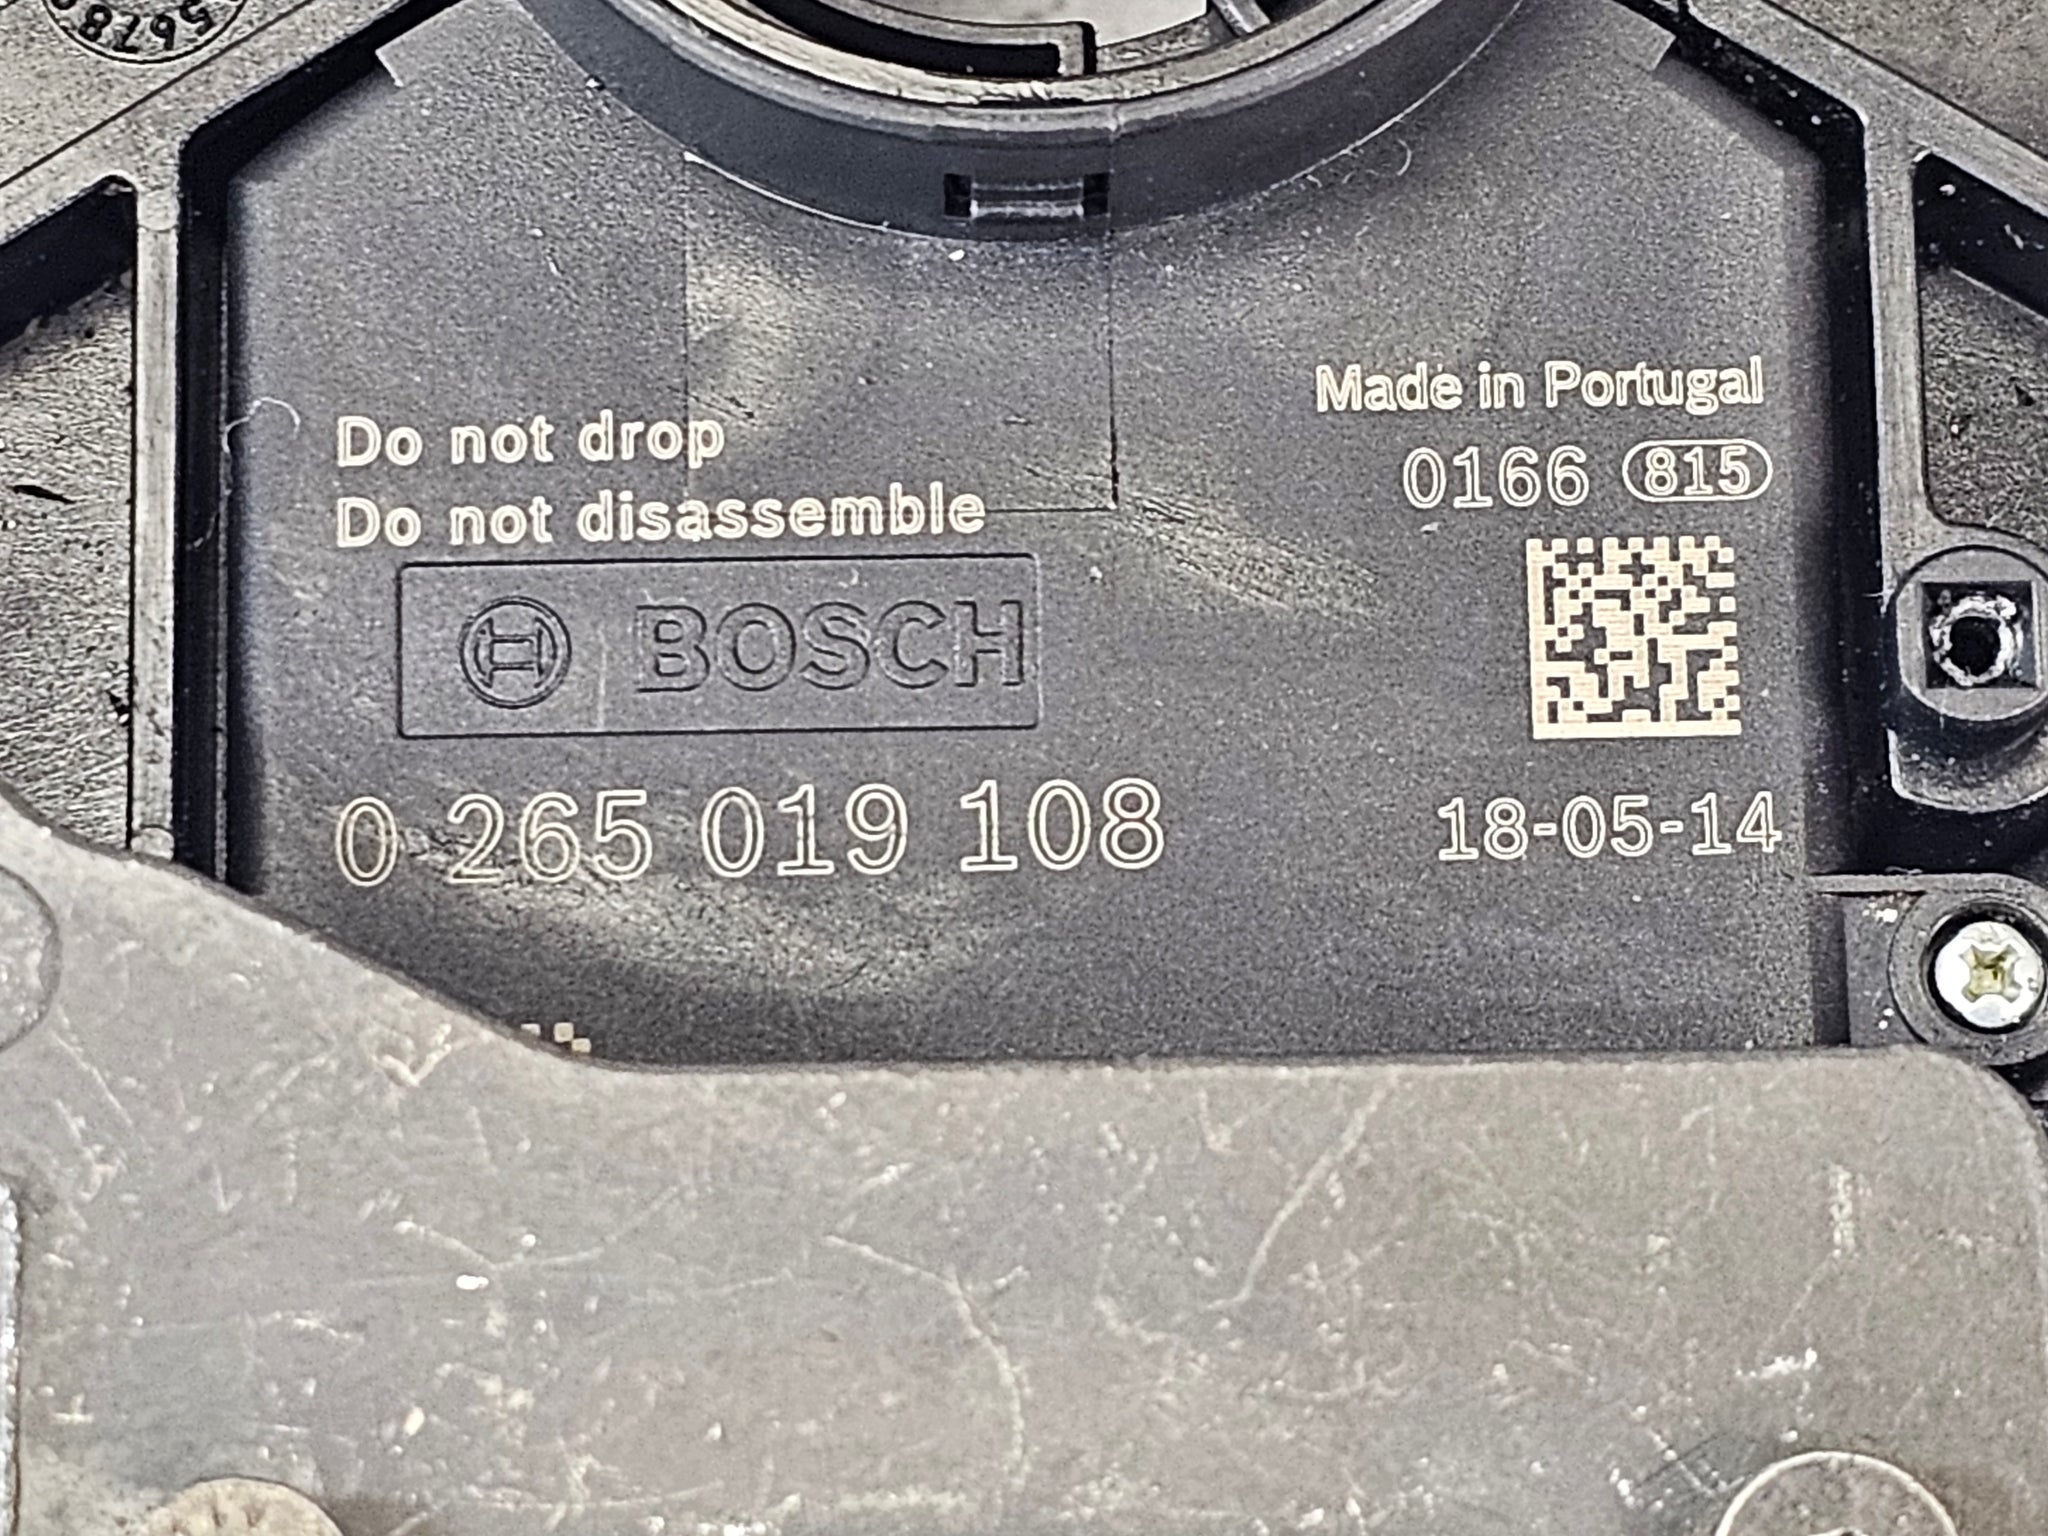 5678
Do not drop
Do not disassemble
BOSCH
0 265 019 108
Made in Portugal
0166 815
18-05-14